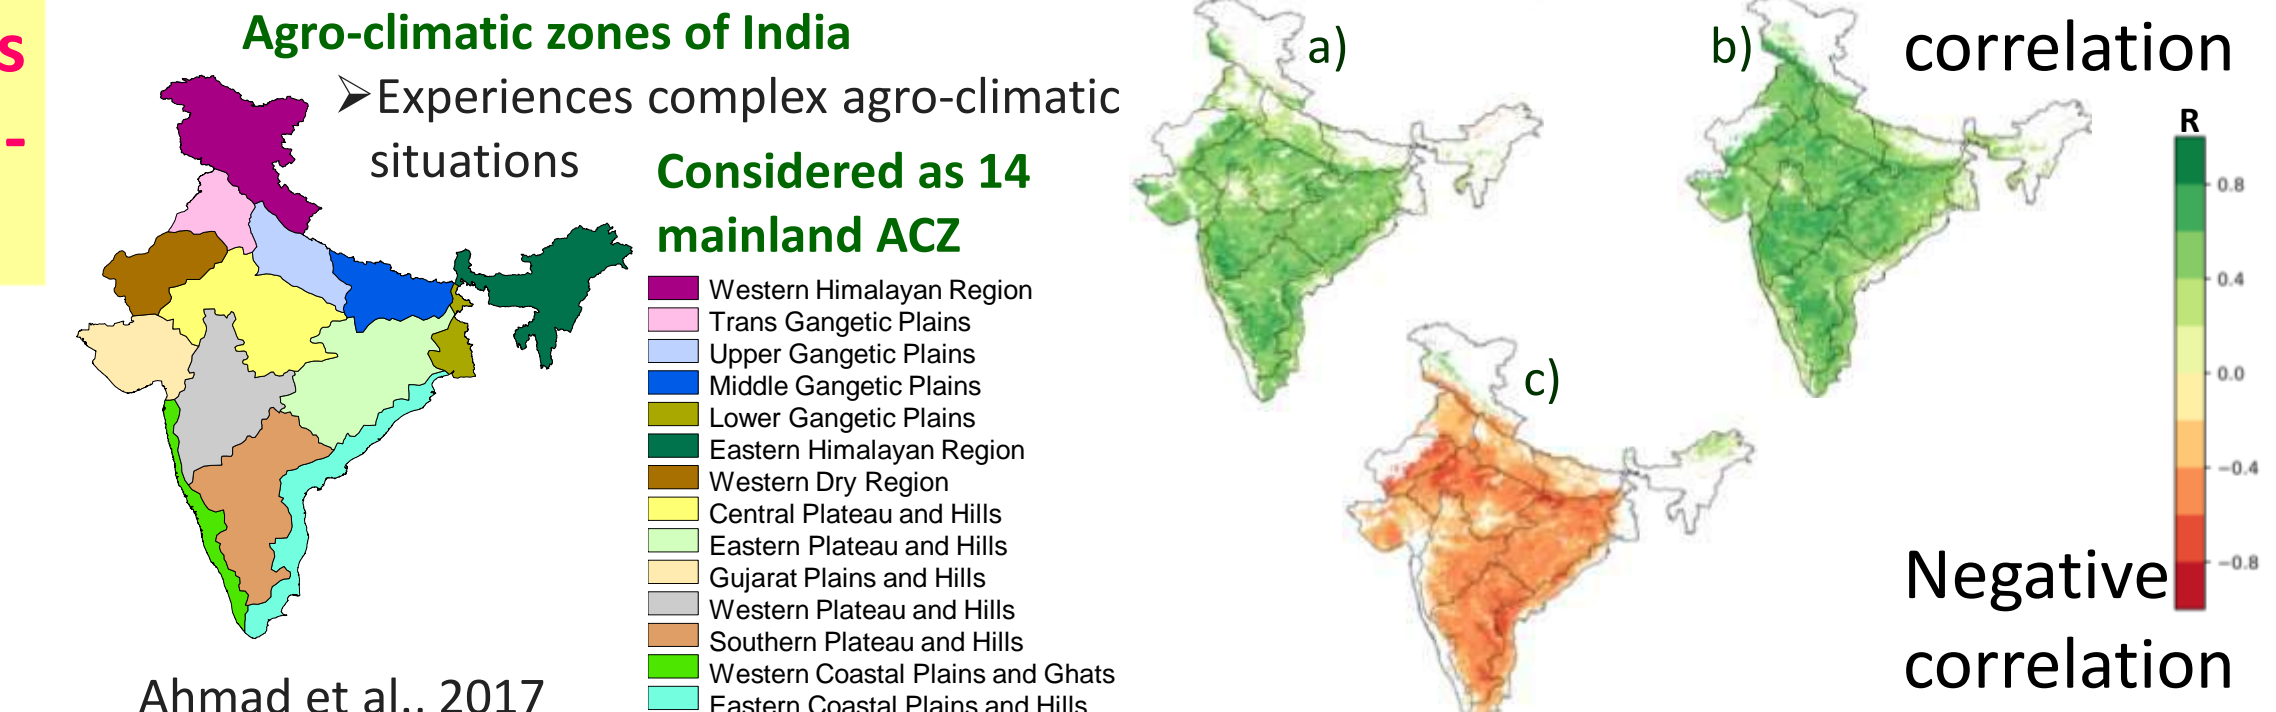 s
-
Agro-climatic zones of India
➢Experiences complex agro-climatic
situations
Considered as 14
mainland ACZ
Western Himalayan Region
Trans Gangetic Plains
Upper Gangetic Plains
Middle Gangetic Plains
Lower Gangetic Plains
Eastern Himalayan Region
Western Dry Region
Central Plateau and Hills
Eastern Plateau and Hills
Gujarat Plains and Hills
Western Plateau and Hills
Southern Plateau and Hills
Western Coastal Plains and Ghats
Eastern Coastal Plains and Hills
Ahmad et al., 2017
a)
b)
c)
correlation
R
0.8
0.4
0.0
−0.4
−0.8
Negative
correlation